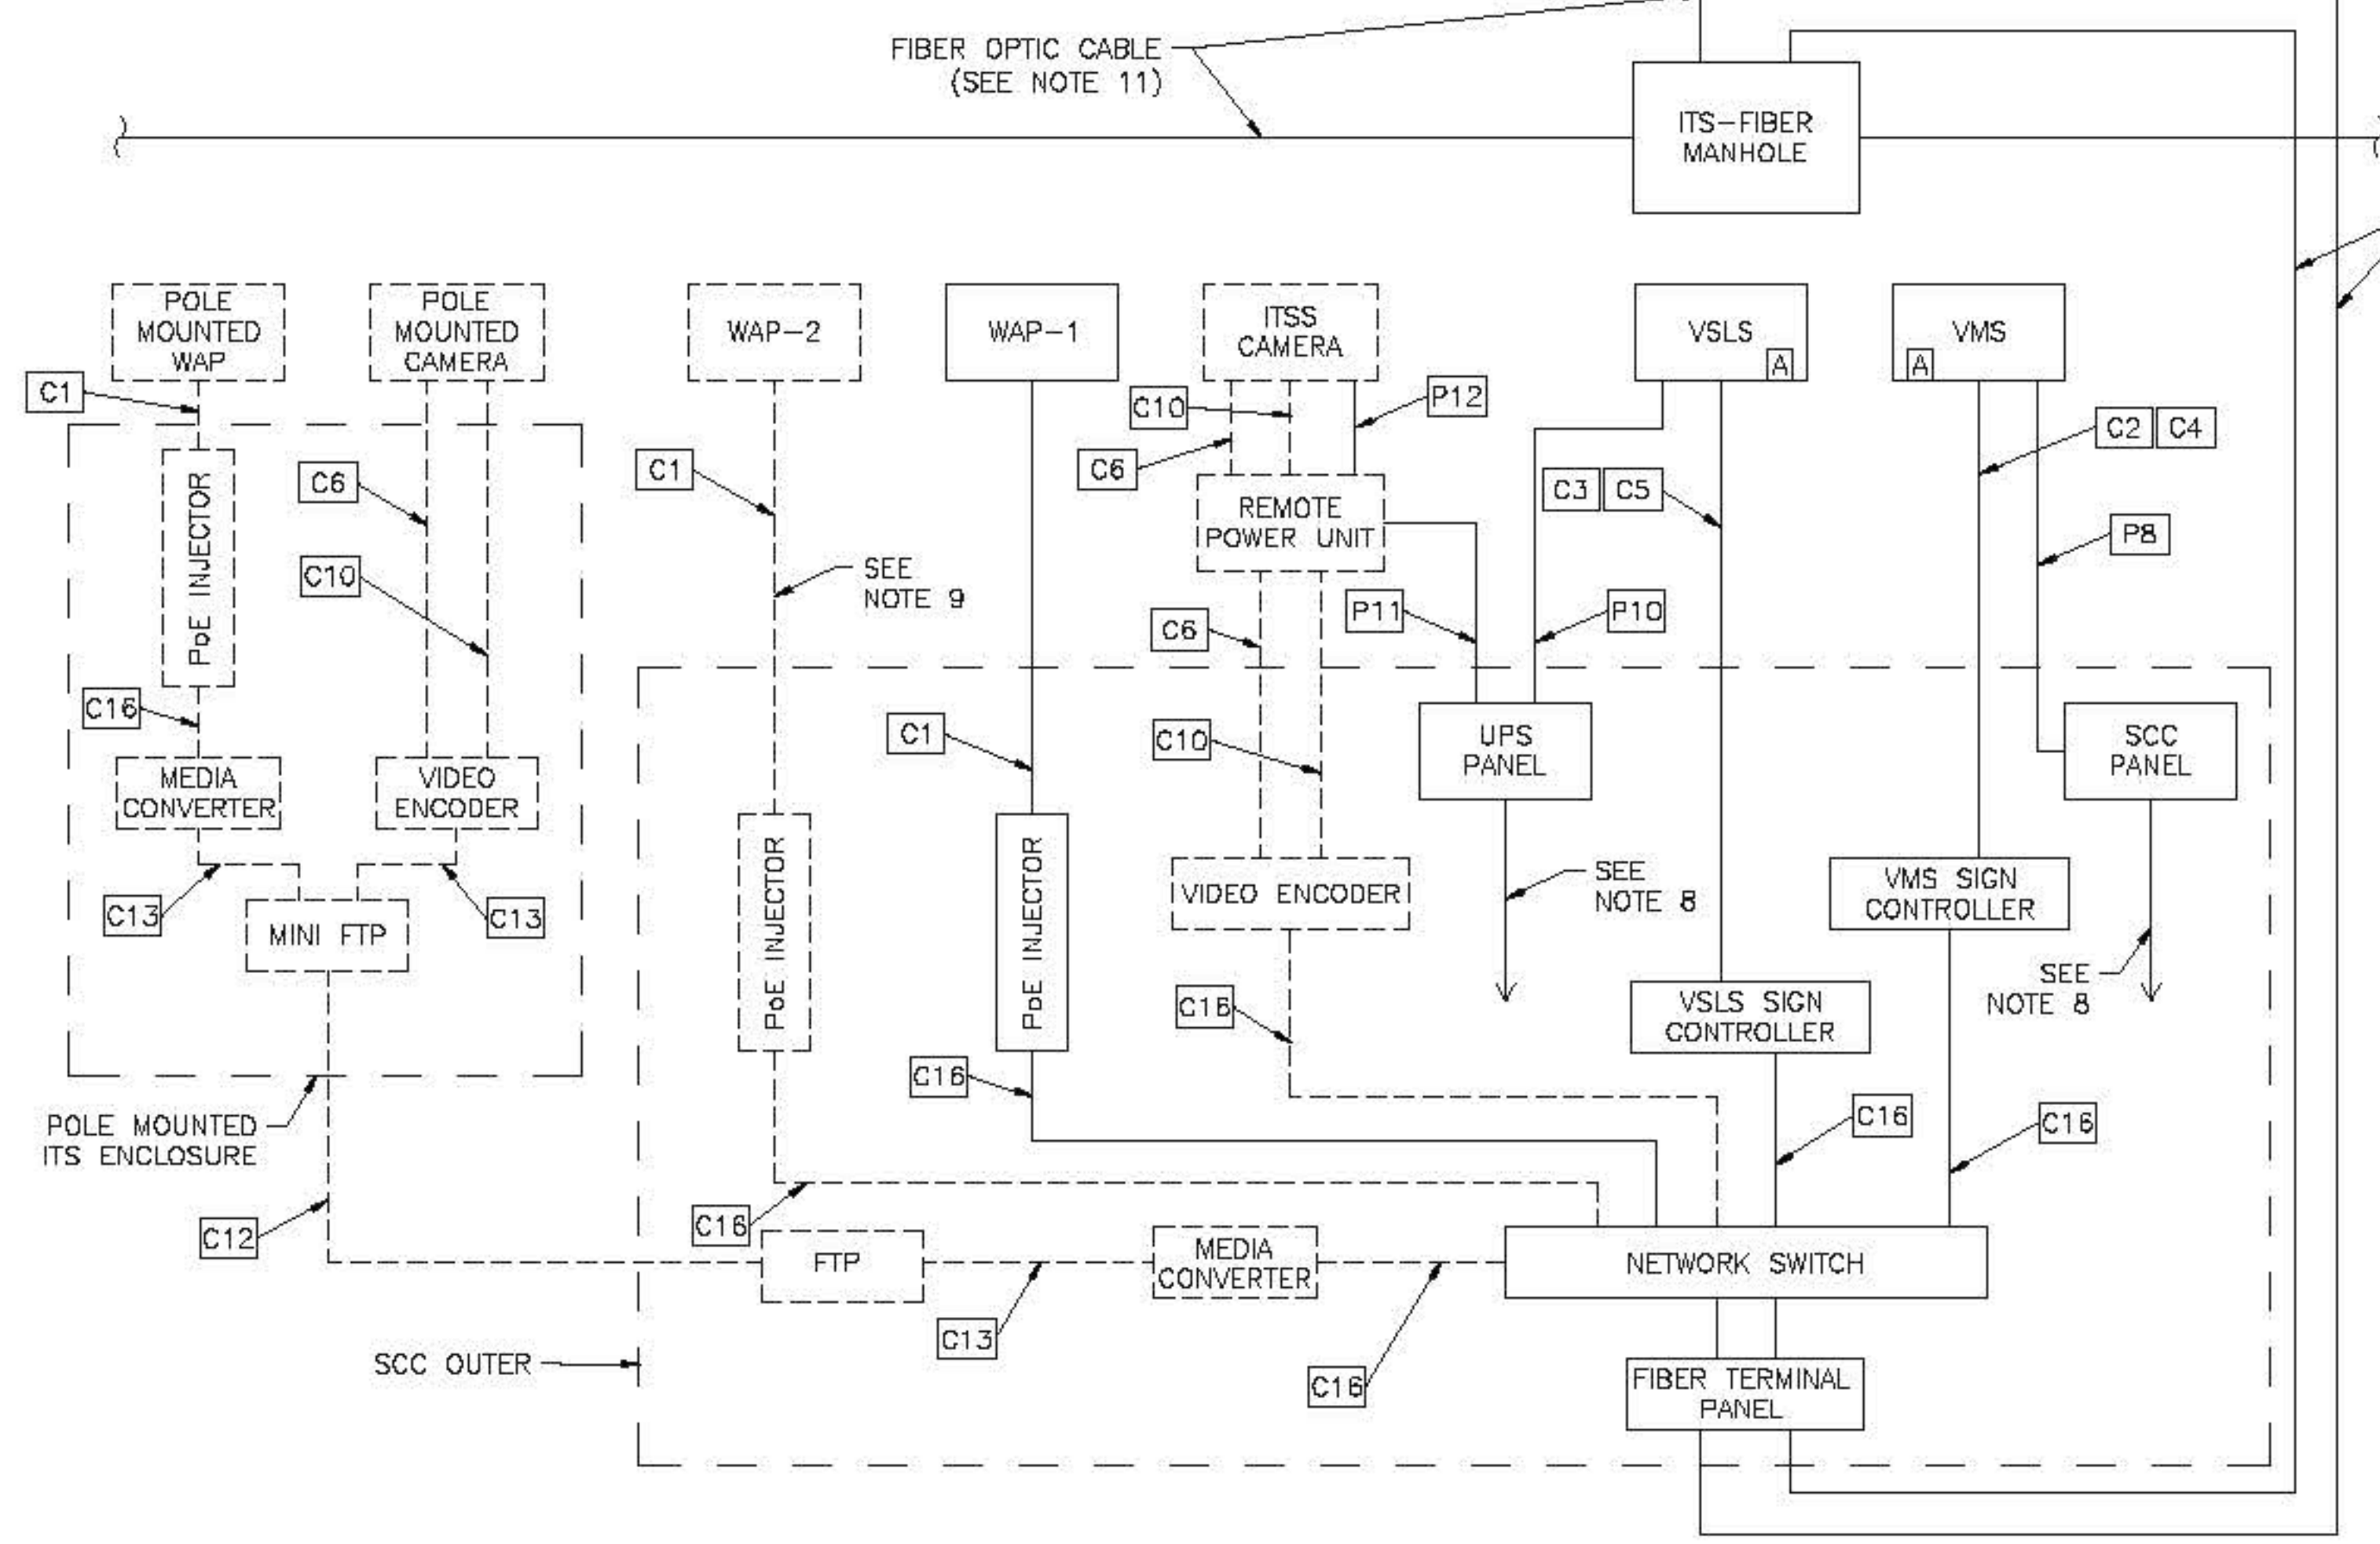 FIBER OPTIC CABLE
(SEE NOTE 11)
ITS-FIBER
MANHOLE
POLE
MOUNTED
WAP
POLE
MOUNTED
CAMERA
WAP-2
WAP-1
ITSS
CAMERA
VSLS
A
VMS
A
C1
C10
P12
C6
C2 C4
C6
C1
C3 C5
P8
PoE INJECTOR
C10
SEE
NOTE 9
REMOTE
POWER UNIT
C6
P11
P10
C16
C1
C10
UPS
PANEL
SCC
PANEL
MEDIA
CONVERTER
VIDEO
ENCODER
C13
C13
MINI FTP
PoE INJECTOR
PoE INJECTOR
VIDEO ENCODER
SEE
NOTE 8
VMS SIGN
CONTROLLER
SEE
NOTE 8
C16
VSLS SIGN
CONTROLLER
C16
POLE MOUNTED
ITS ENCLOSURE
C16
C16
C12
C16
FTP
MEDIA
CONVERTER
NETWORK SWITCH
C13
SCC OUTER
C16
FIBER TERMINAL
PANEL